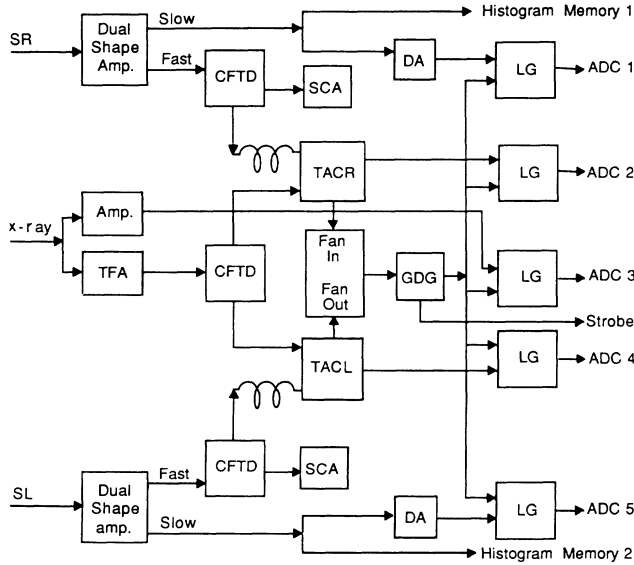 Histogram Memory 1
Slow
SR
Dual
Shape
Amp.
Fast
CFTD
SCA
DA
LG
ADC 1
TACR
LG
ADC 2
x-ray
Amp.
TFA
CFTD
Fan
In
Fan
Out
GDG
LG
ADC 3
Strobe
TACL
LG
ADC 4
SL
Dual
Shape
amp.
Fast
CFTD
SCA
Slow
DA
LG
ADC 5
Histogram Memory 2